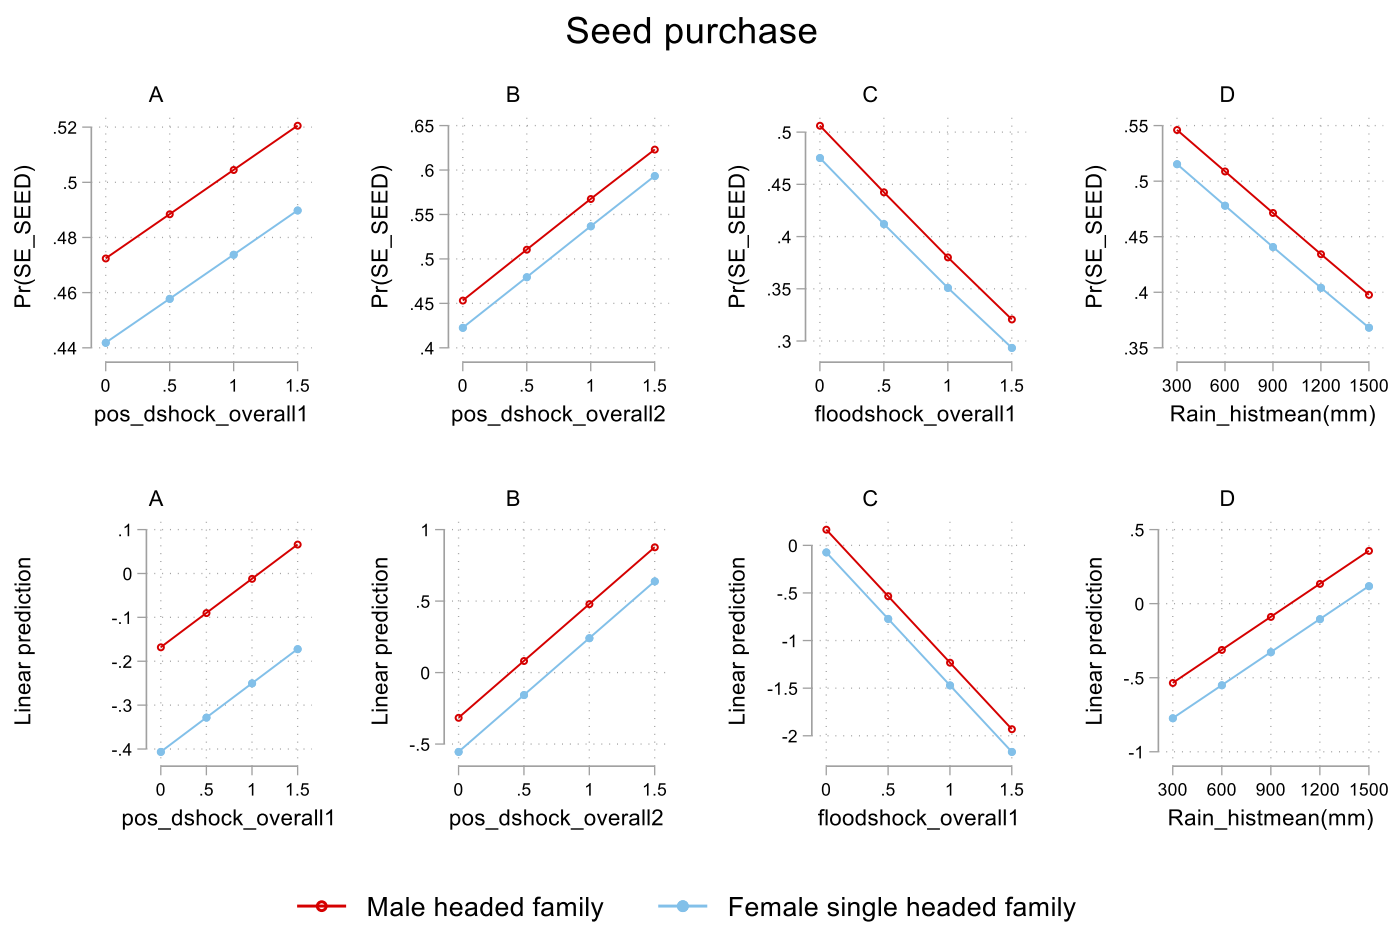 Seed purchase
A
B
C
D
Pr(SE_SEED)
.52
.5
.48
.46
.44
0 .5 1 1.5
pos_dshock_overall1
Pr(SE_SEED)
.65
.6
.55
.5
.45
.4
0 .5 1 1.5
pos_dshock_overall2
Pr(SE_SEED)
.5
.45
.4
.35
.3
0 .5 1 1.5
floodshock_overall1
Pr(SE_SEED)
.55
.5
.45
.4
.35
300 600 900 1200 1500
Rain_histmean(mm)
A
B
C
D
Linear prediction
.1
0
-.1
-.2
-.3
-.4
0 .5 1 1.5
pos_dshock_overall1
Linear prediction
1
.5
0
-.5
0 .5 1 1.5
pos_dshock_overall2
Linear prediction
0
-.5
-1
-1.5
-2
0 .5 1 1.5
floodshock_overall1
Linear prediction
.5
0
-.5
-1
300 600 900 1200 1500
Rain_histmean(mm)
Male headed family
Female single headed family